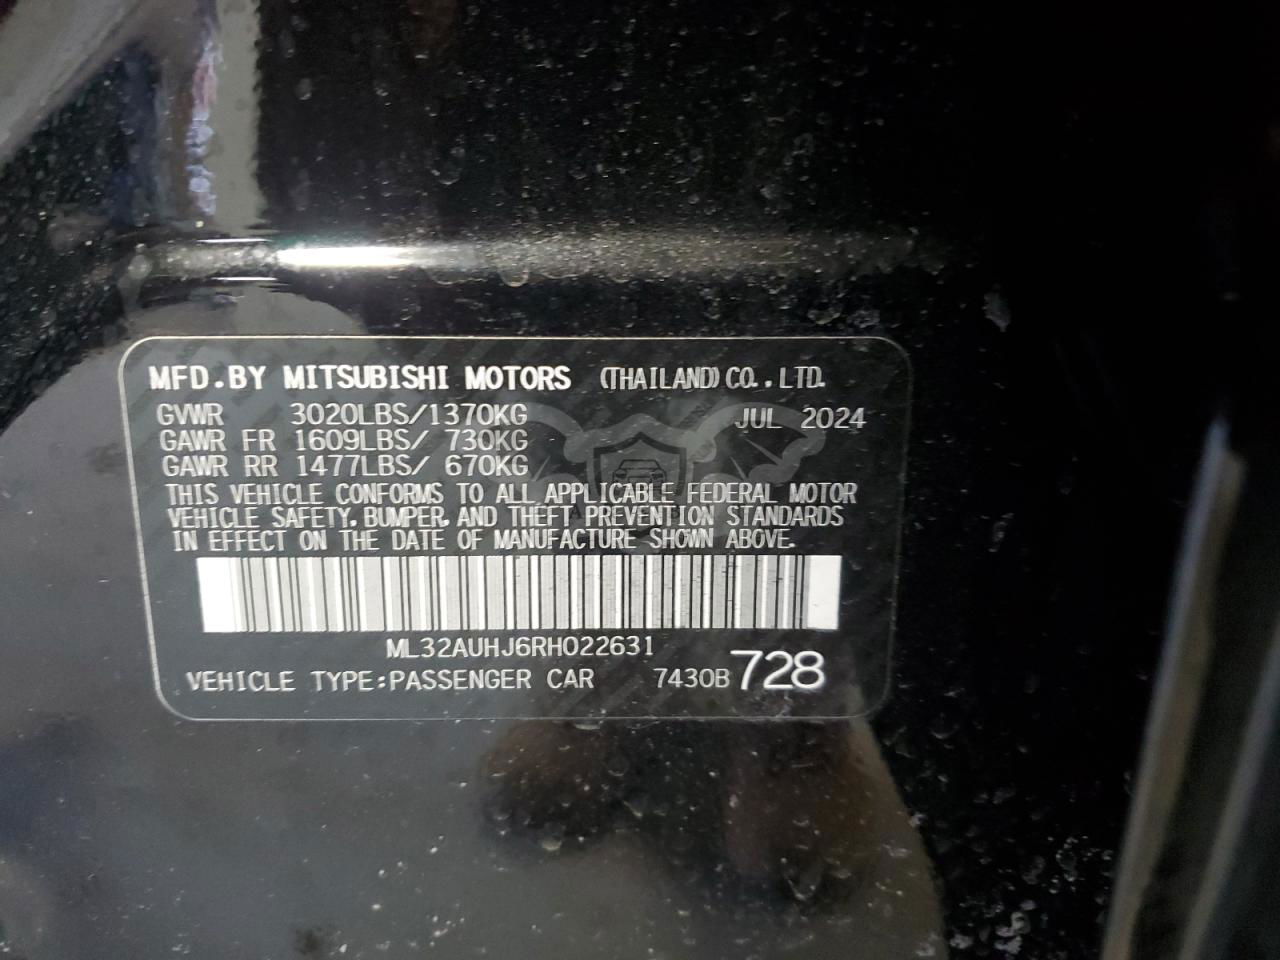 MFD.BY MITSUBISHI MOTORS (THAILAND) CO.,LTD.
GVWR 3020LBS/1370KG JUL 2024
GAWR FR 1609LBS/ 730KG
GAWR RR 1477LBS/ 670KG
THIS VEHICLE CONFORMS TO ALL APPLICABLE FEDERAL MOTOR
VEHICLE SAFETY, BUMPER, AND THEFT PREVENTION STANDARDS
IN EFFECT ON THE DATE OF MANUFACTURE SHOWN ABOVE.
ML32AUHJ6RH022631
VEHICLE TYPE:PASSENGER CAR 7430B 728